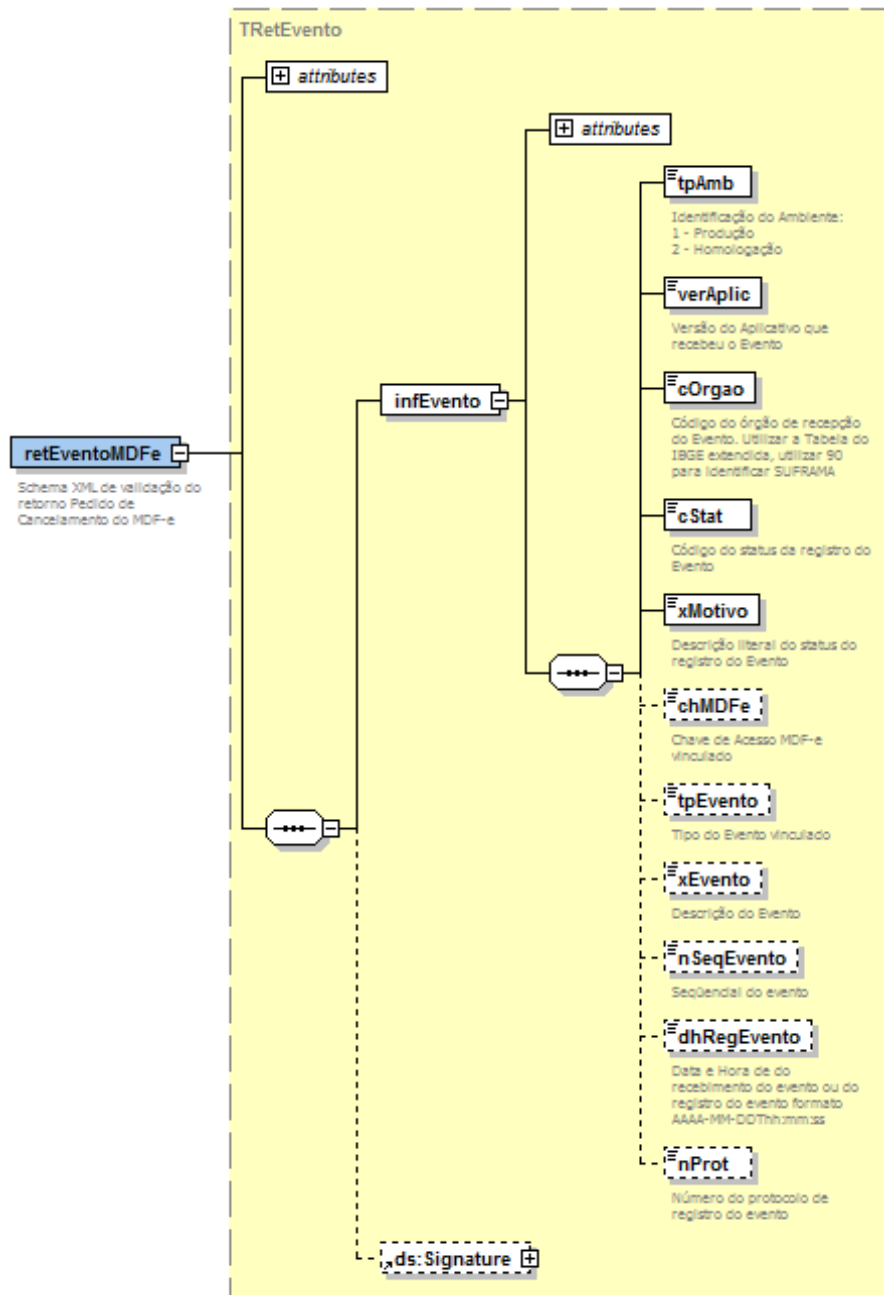 TRetEvento
attributes
attributes
tpAmb
Identificação do Ambiente:
1 - Produção
2 - Homologação
verAplic
Versão do Aplicativo que
recebeu o Evento
infEvento
cOrgao
Código do órgão de recepção
do Evento. Utilizar a Tabela do
IBGE extendida, utilizar 90
para identificar SUFRAMA
retEventoMDFe
Schema XML de validação do
retorno Pedido de
Cancelamento do MDF-e
cStat
Código do status da registro do
Evento
xMotivo
Descrição literal do status do
registro do Evento
chMDFe
Chave de Acesso MDF-e
vinculado
tpEvento
Tipo do Evento vinculado
xEvento
Descrição do Evento
nSeqEvento
Seqüencial do evento
dhRegEvento
Data e Hora de do
recebimento do evento ou do
registro do evento formato
AAAA-MM-DDThh:mm:ss
nProt
Número do protocolo de
registro do evento
ds:Signature